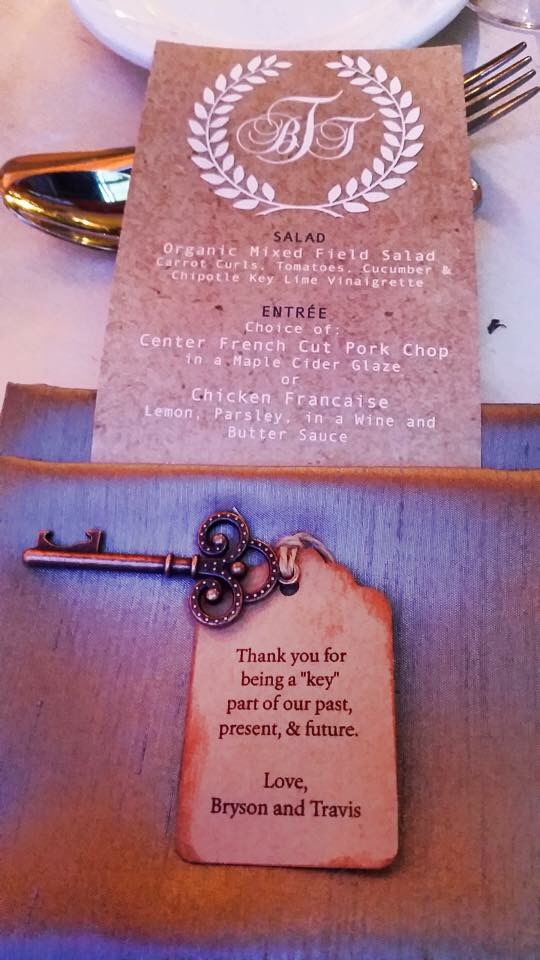 BTT
SALAD
Organic Mixed Field Salad
Carrot Curls, Tomatoes, Cucumber &
Chipotle Key Lime Vinaigrette
ENTRÉE
Choice of:
Center French Cut Pork Chop
in a Maple Cider Glaze
or
Chicken Francaise
Lemon, Parsley, in a Wine and
Butter Sauce
Thank you for
being a "key"
part of our past,
present, & future.
Love,
Bryson and Travis